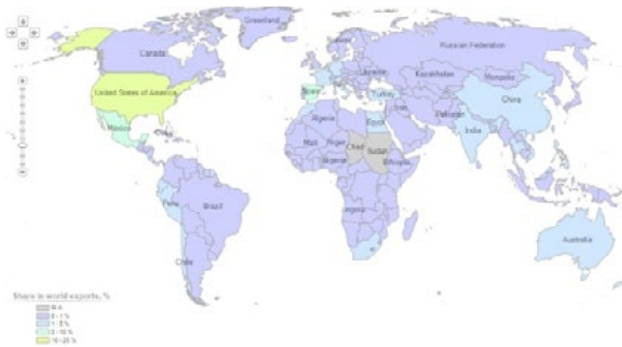 Greenland
Canada
Russian Federation
United States of America
Ukraine
Kazakhstan
Mongolia
Spain
Turkey
China
Mexico
Cuba
Algeria
Egypt
Iran
Pakistan
India
Mali
Niger
Chad
Sudan
Nigeria
Ethiopia
Peru
Brazil
Angola
Australia
Chile
Share in world exports, %
N.A
0 - 1 %
1 - 5 %
5 - 10 %
10 - 20 %